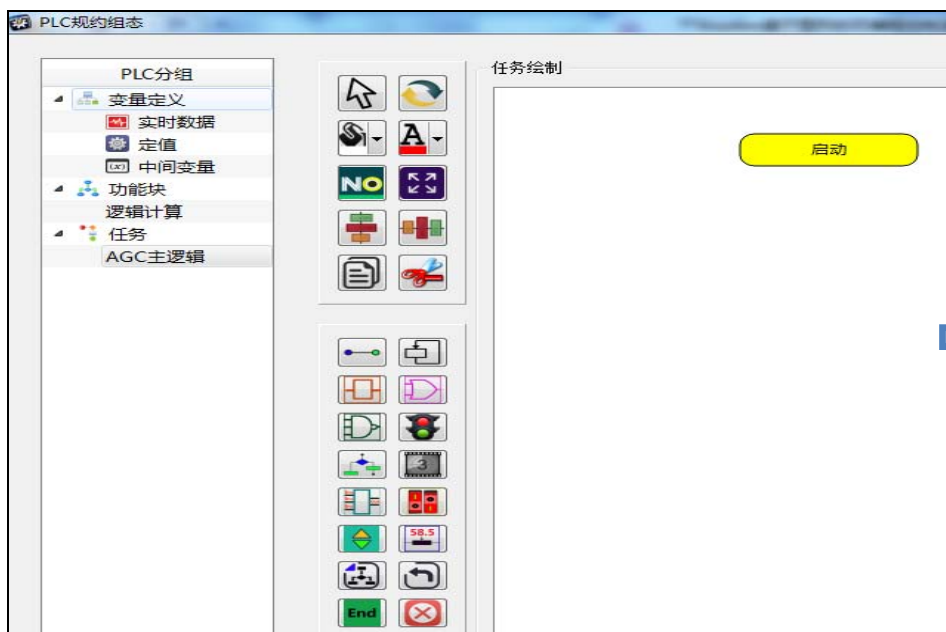 PLC规约组态
PLC分组
变量定义
实时数据
定值
(x)
中间变量
功能块
逻辑计算
任务
AGC主逻辑
A
NO
3
58.5
End
任务绘制
启动